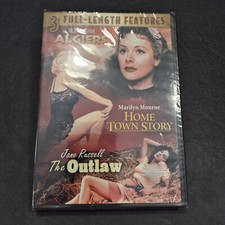 3 FULL-LENGTH FEATURES
ALGIERS
Marilyn Monroe
HOME
TOWN STORY
Jane Russell
The Outlaw